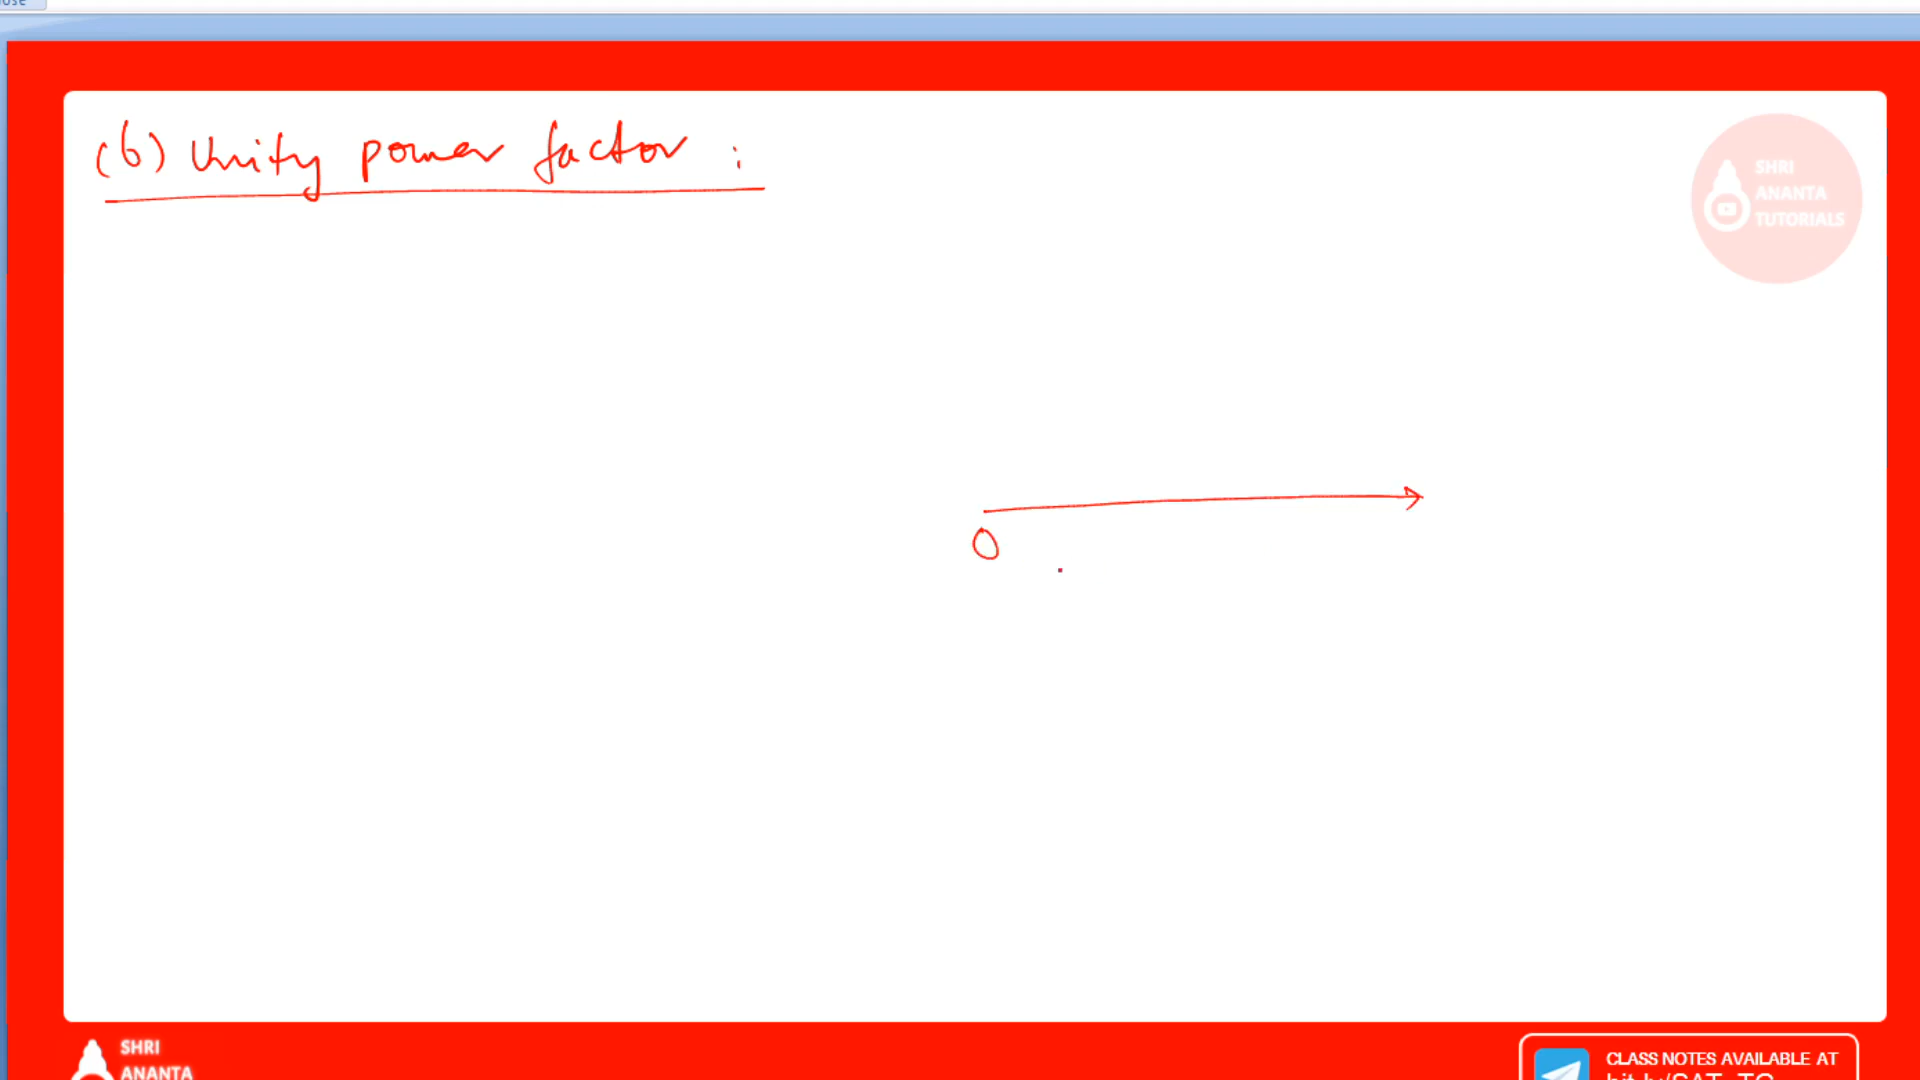 (b) Unity power factor :
SHRI
ANANTA
TUTORIALS
O
SHRI
ANANTA
CLASS NOTES AVAILABLE AT